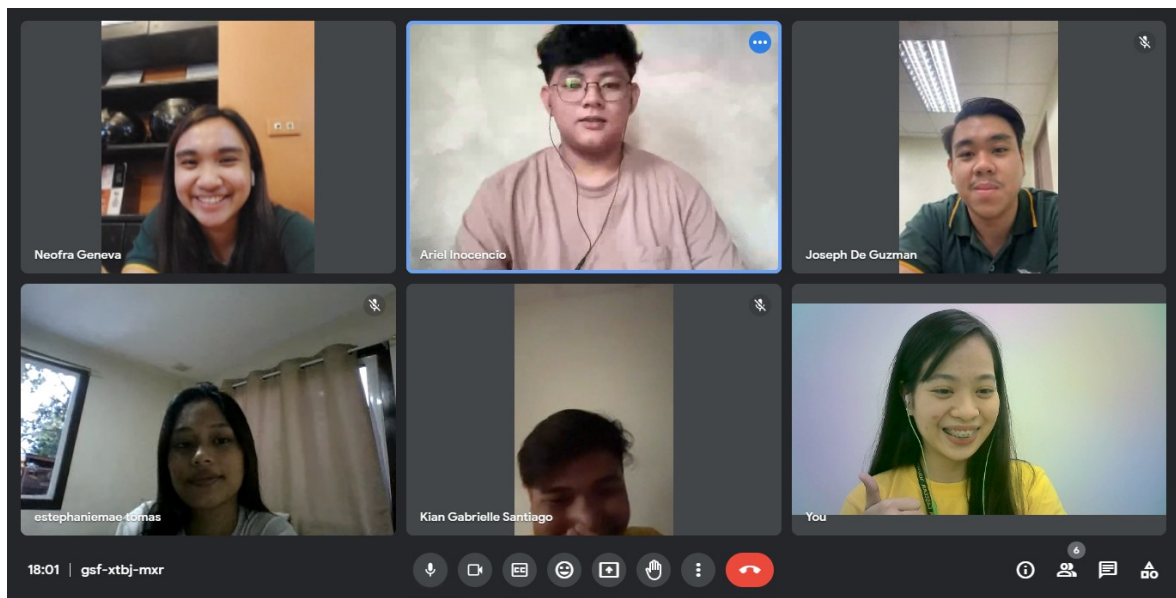 Neofra Geneva
Ariel Inocencio
Joseph De Guzman
estephaniemae tomas
Kian Gabrielle Santiago
You
18:01 | gsf-xtbj-mxr
CC
6